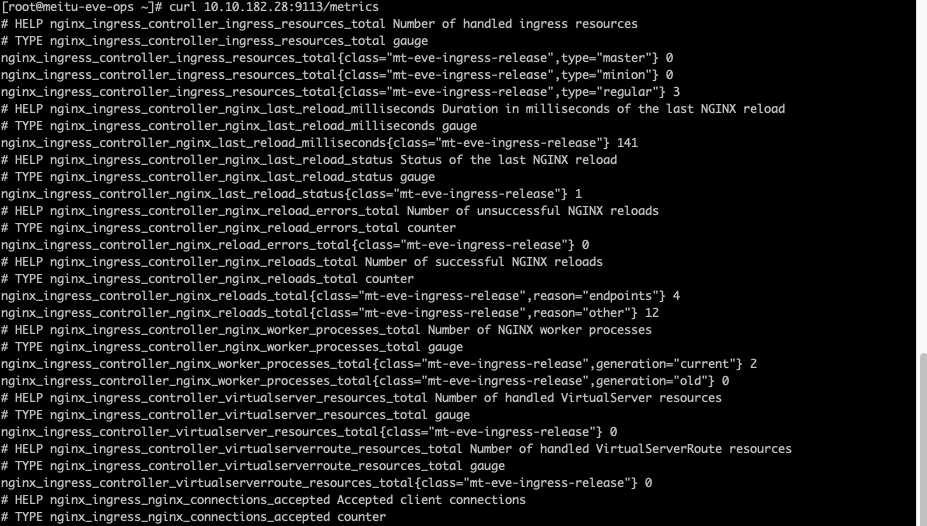 [root@meitu-eve-ops ~]# curl 10.10.182.28:9113/metrics
# HELP nginx_ingress_controller_ingress_resources_total Number of handled ingress resources
# TYPE nginx_ingress_controller_ingress_resources_total gauge
nginx_ingress_controller_ingress_resources_total{class="mt-eve-ingress-release",type="master"} 0
nginx_ingress_controller_ingress_resources_total{class="mt-eve-ingress-release",type="minion"} 0
nginx_ingress_controller_ingress_resources_total{class="mt-eve-ingress-release",type="regular"} 3
# HELP nginx_ingress_controller_nginx_last_reload_milliseconds Duration in milliseconds of the last NGINX reload
# TYPE nginx_ingress_controller_nginx_last_reload_milliseconds gauge
nginx_ingress_controller_nginx_last_reload_milliseconds{class="mt-eve-ingress-release"} 141
# HELP nginx_ingress_controller_nginx_last_reload_status Status of the last NGINX reload
# TYPE nginx_ingress_controller_nginx_last_reload_status gauge
nginx_ingress_controller_nginx_last_reload_status{class="mt-eve-ingress-release"} 1
# HELP nginx_ingress_controller_nginx_reload_errors_total Number of unsuccessful NGINX reloads
# TYPE nginx_ingress_controller_nginx_reload_errors_total counter
nginx_ingress_controller_nginx_reload_errors_total{class="mt-eve-ingress-release"} 0
# HELP nginx_ingress_controller_nginx_reloads_total Number of successful NGINX reloads
# TYPE nginx_ingress_controller_nginx_reloads_total counter
nginx_ingress_controller_nginx_reloads_total{class="mt-eve-ingress-release",reason="endpoints"} 4
nginx_ingress_controller_nginx_reloads_total{class="mt-eve-ingress-release",reason="other"} 12
# HELP nginx_ingress_controller_nginx_worker_processes_total Number of NGINX worker processes
# TYPE nginx_ingress_controller_nginx_worker_processes_total gauge
nginx_ingress_controller_nginx_worker_processes_total{class="mt-eve-ingress-release",generation="current"} 2
nginx_ingress_controller_nginx_worker_processes_total{class="mt-eve-ingress-release",generation="old"} 0
# HELP nginx_ingress_controller_virtualserver_resources_total Number of handled VirtualServer resources
# TYPE nginx_ingress_controller_virtualserver_resources_total gauge
nginx_ingress_controller_virtualserver_resources_total{class="mt-eve-ingress-release"} 0
# HELP nginx_ingress_controller_virtualserverroute_resources_total Number of handled VirtualServerRoute resources
# TYPE nginx_ingress_controller_virtualserverroute_resources_total gauge
nginx_ingress_controller_virtualserverroute_resources_total{class="mt-eve-ingress-release"} 0
# HELP nginx_ingress_nginx_connections_accepted Accepted client connections
# TYPE nginx_ingress_nginx_connections_accepted counter